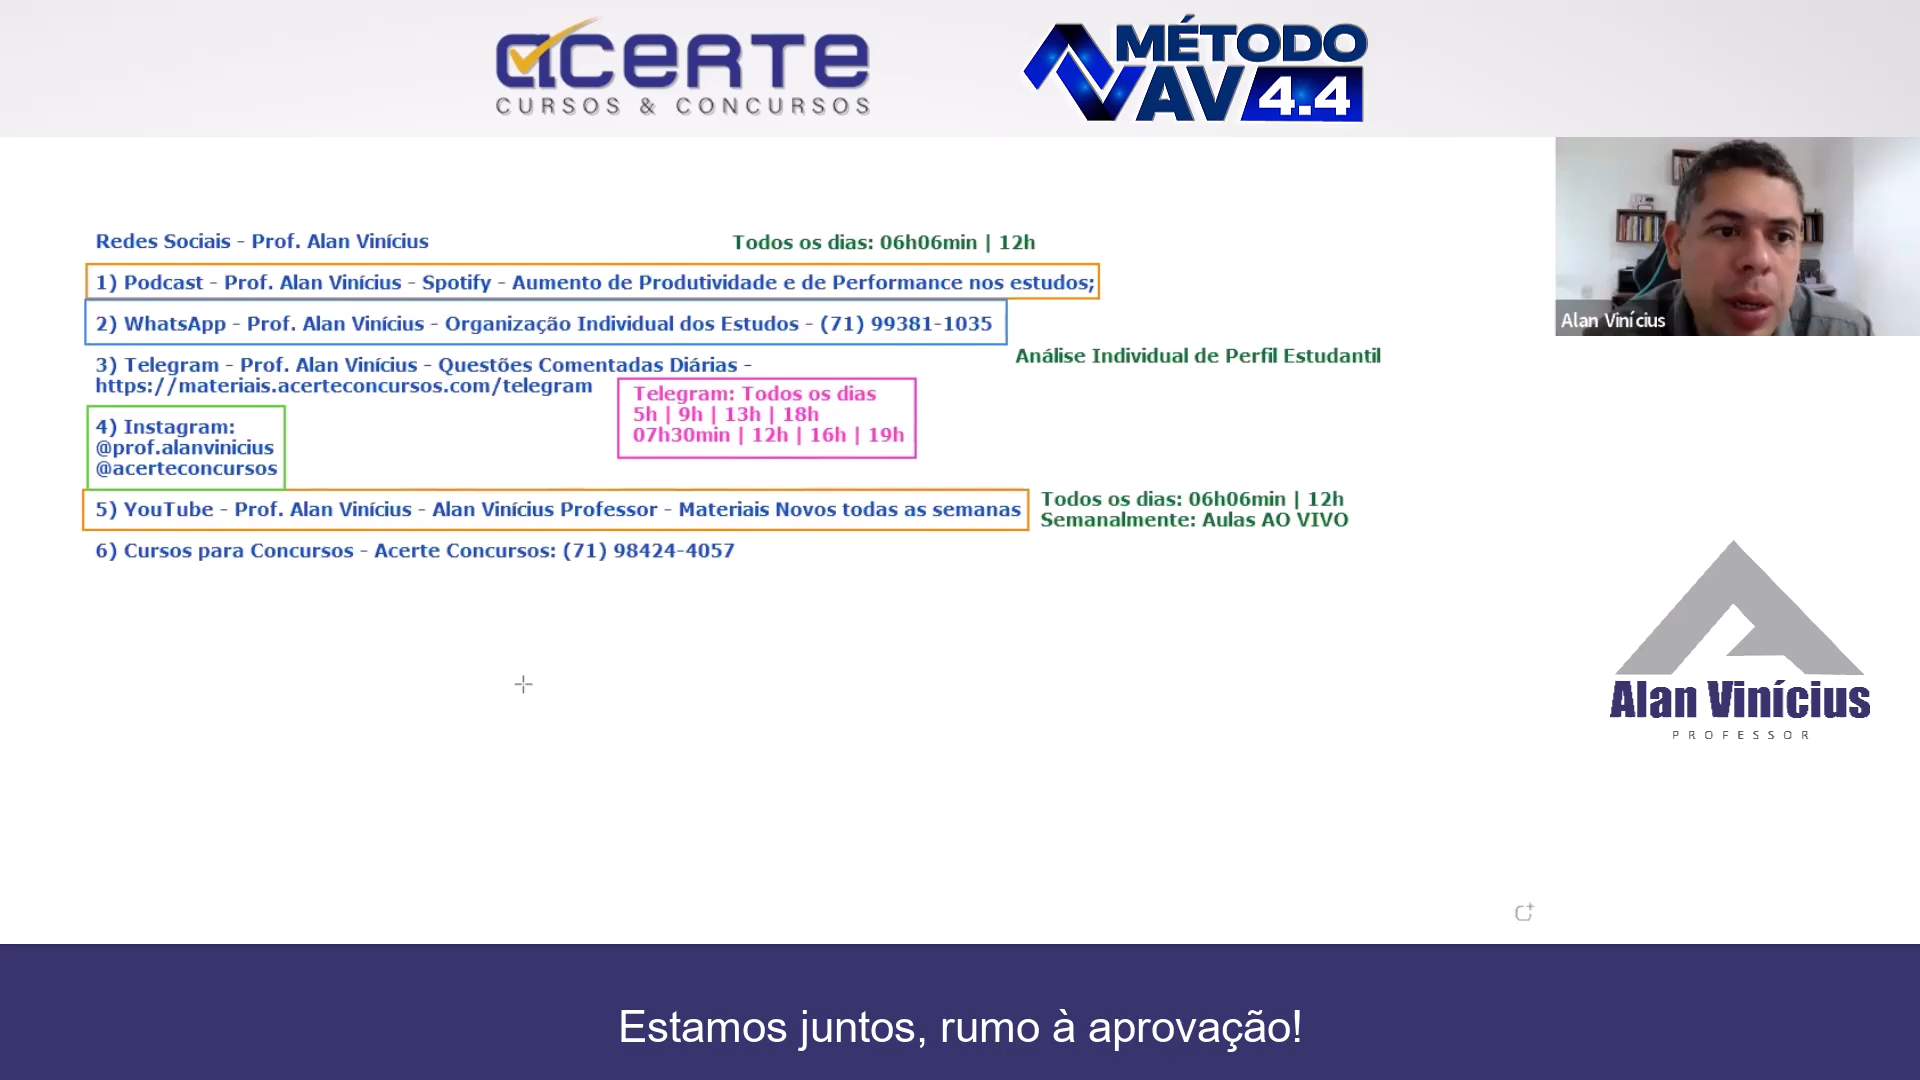 acerte
CURSOS & CONCURSOS
MÉTODO
AV 4.4
Redes Sociais - Prof. Alan Vinícius
Todos os dias: 06h06min | 12h
1) Podcast - Prof. Alan Vinícius - Spotify - Aumento de Produtividade e de Performance nos estudos;
2) WhatsApp - Prof. Alan Vinícius - Organização Individual dos Estudos - (71) 99381-1035
Análise Individual de Perfil Estudantil
3) Telegram - Prof. Alan Vinícius - Questões Comentadas Diárias -
https://materiais.acerteconcursos.com/telegram
Telegram: Todos os dias
5h | 9h | 13h | 18h
07h30min | 12h | 16h | 19h
4) Instagram:
@prof.alanvinicius
@acerteconcursos
5) YouTube - Prof. Alan Vinícius - Alan Vinícius Professor - Materiais Novos todas as semanas
Todos os dias: 06h06min | 12h
Semanalmente: Aulas AO VIVO
6) Cursos para Concursos - Acerte Concursos: (71) 98424-4057
Alan Vinícius
Alan Vinícius
PROFESSOR
Estamos juntos, rumo à aprovação!